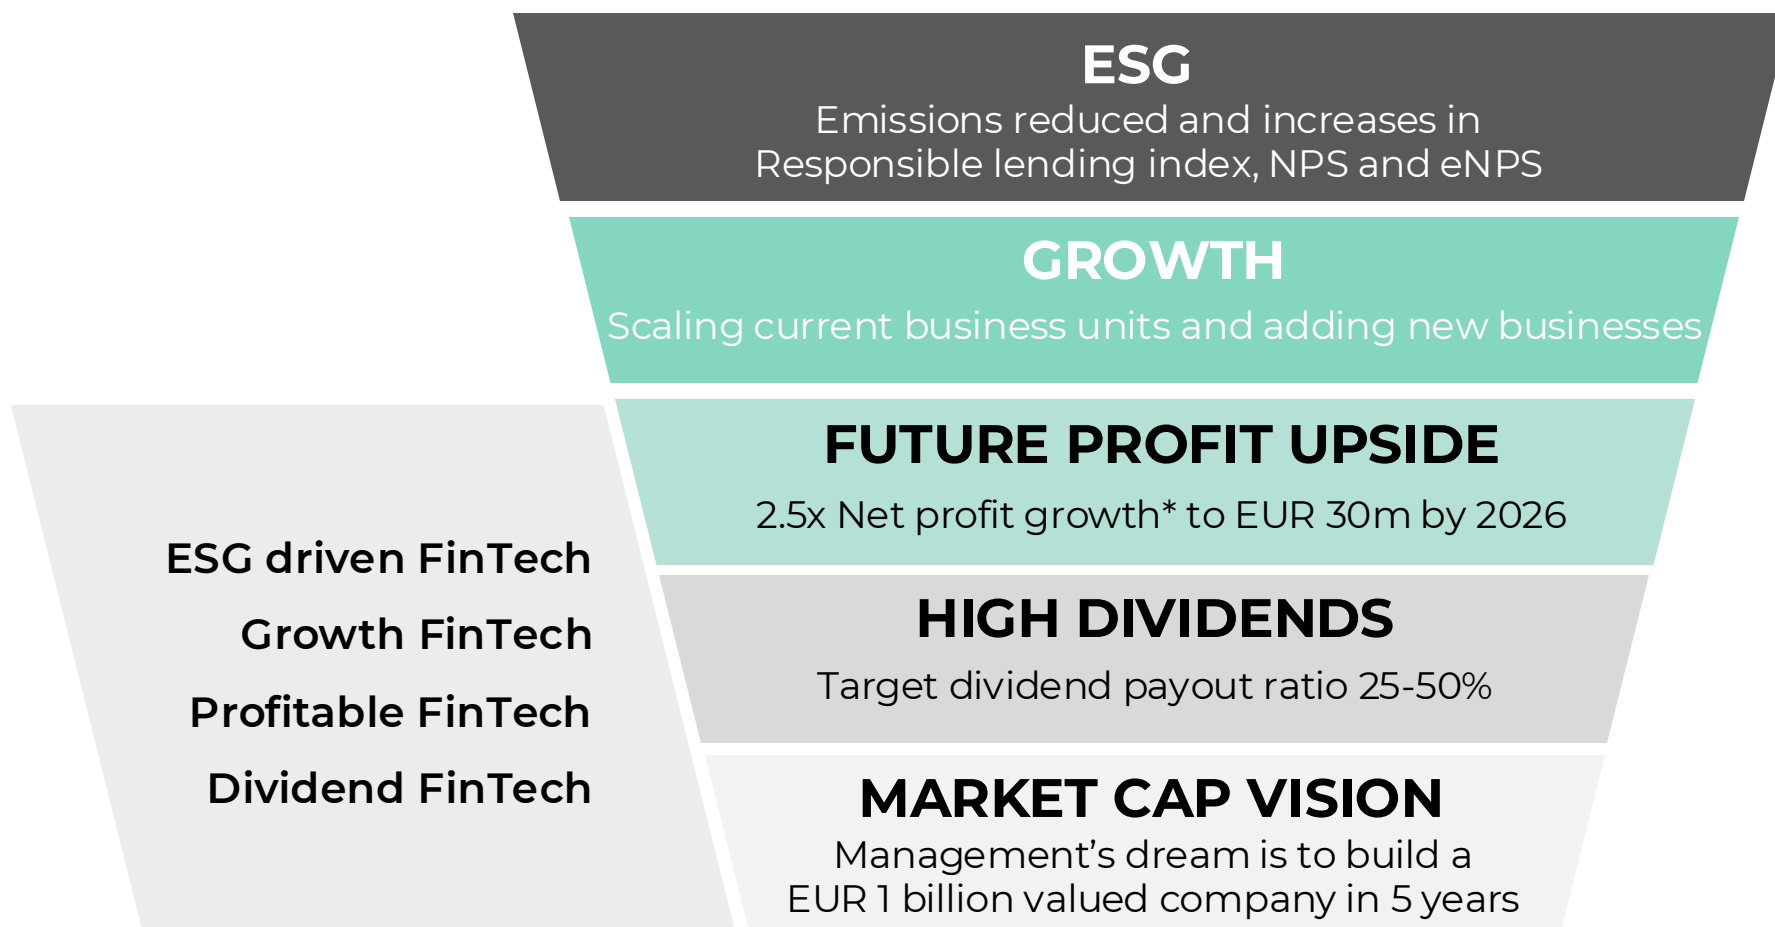 ESG
Emissions reduced and increases in
Responsible lending index, NPS and eNPS
GROWTH
Scaling current business units and adding new businesses
FUTURE PROFIT UPSIDE
2.5x Net profit growth* to EUR 30m by 2026
HIGH DIVIDENDS
Target dividend payout ratio 25-50%
MARKET CAP VISION
Management’s dream is to build a
EUR 1 billion valued company in 5 years
ESG driven FinTech
Growth FinTech
Profitable FinTech
Dividend FinTech